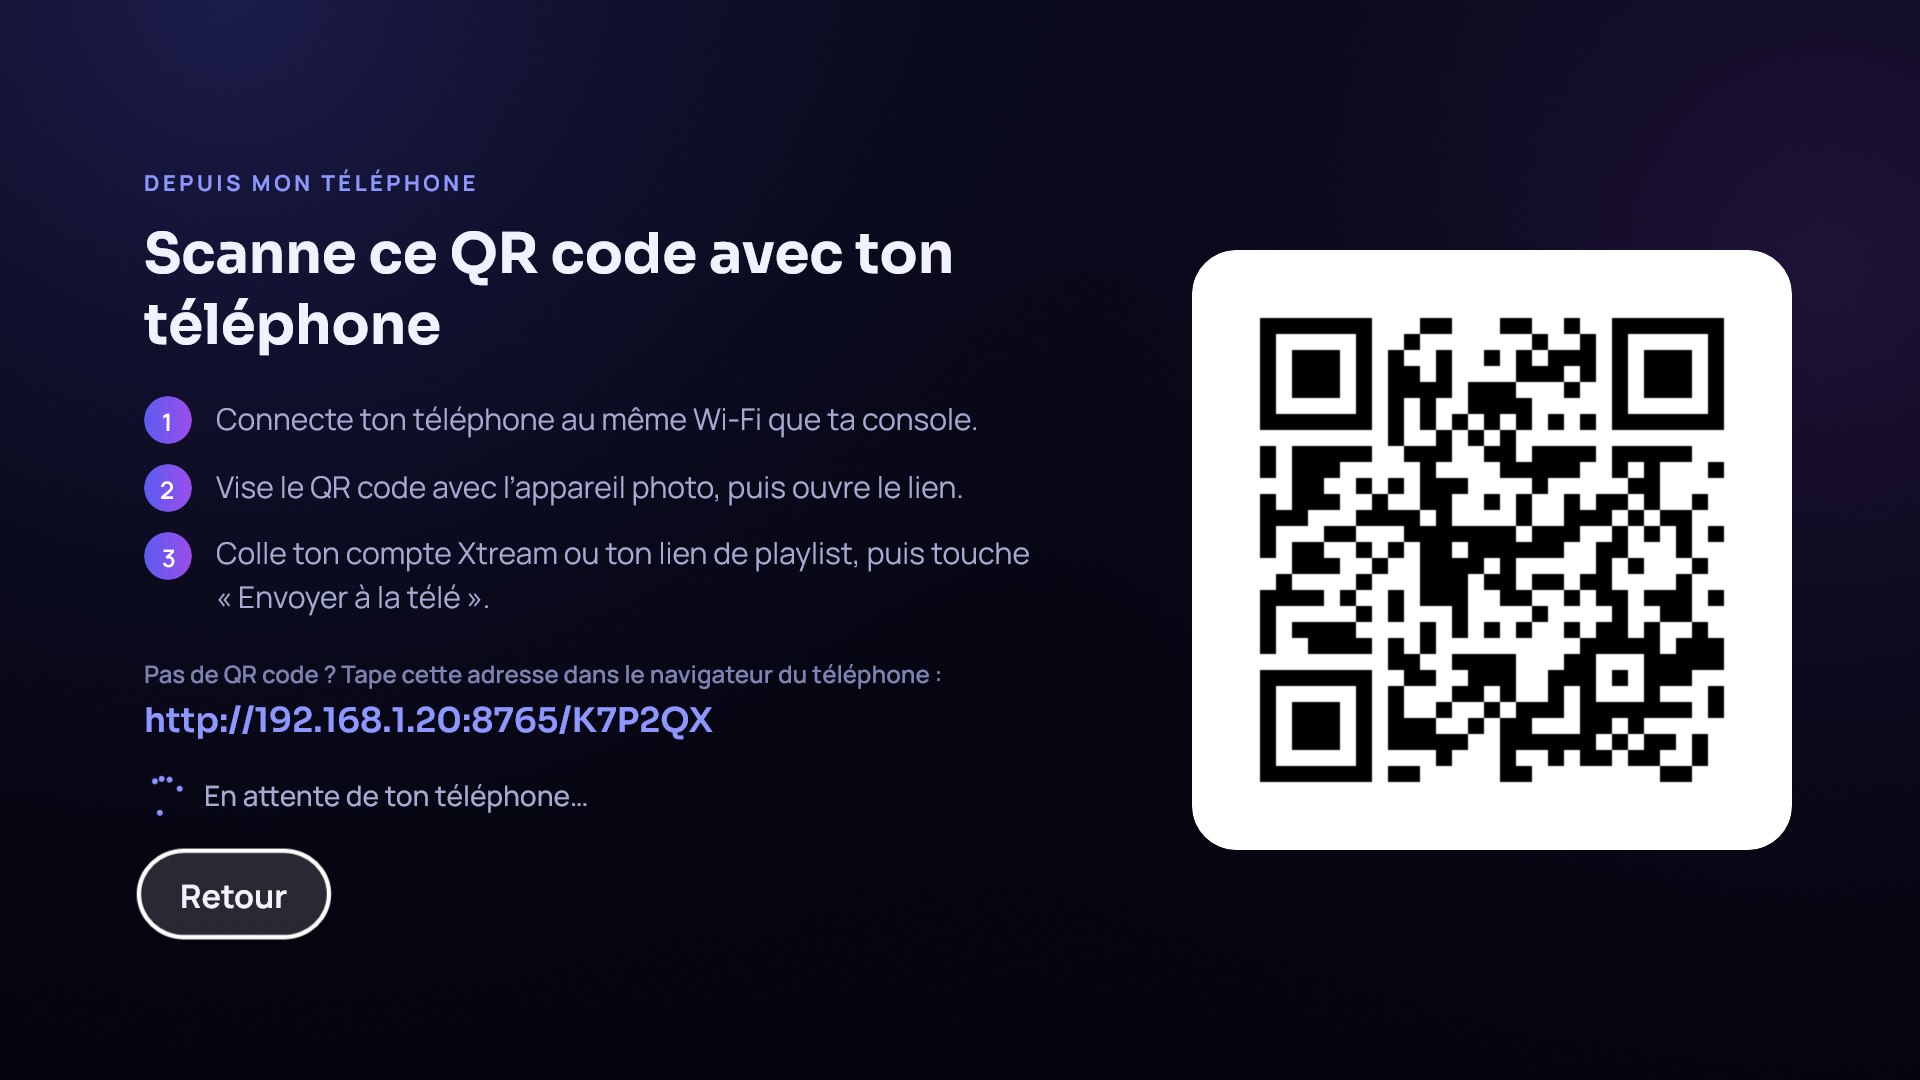 DEPUIS MON TÉLÉPHONE
Scanne ce QR code avec ton
téléphone
1 Connecte ton téléphone au même Wi-Fi que ta console.
2 Vise le QR code avec l’appareil photo, puis ouvre le lien.
3 Colle ton compte Xtream ou ton lien de playlist, puis touche
« Envoyer à la télé ».
Pas de QR code ? Tape cette adresse dans le navigateur du téléphone :
http://192.168.1.20:8765/K7P2QX
En attente de ton téléphone…
Retour